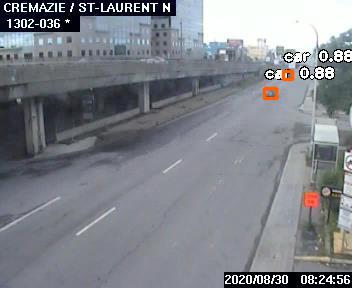 CREMAZIE / ST-LAURENT N
1302-036 *
car 0.88
car 0.88
2020/08/30 08:24:56